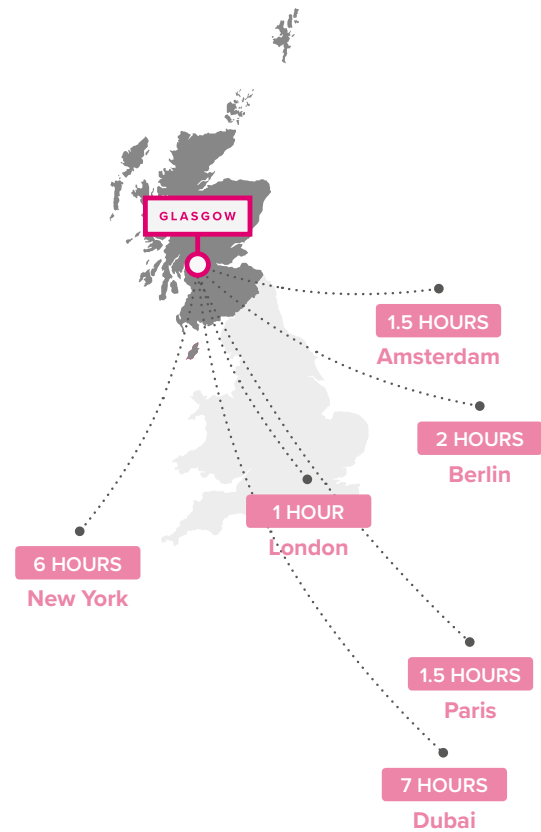 GLASGOW
1.5 HOURS
Amsterdam
2 HOURS
Berlin
1 HOUR
London
6 HOURS
New York
1.5 HOURS
Paris
7 HOURS
Dubai